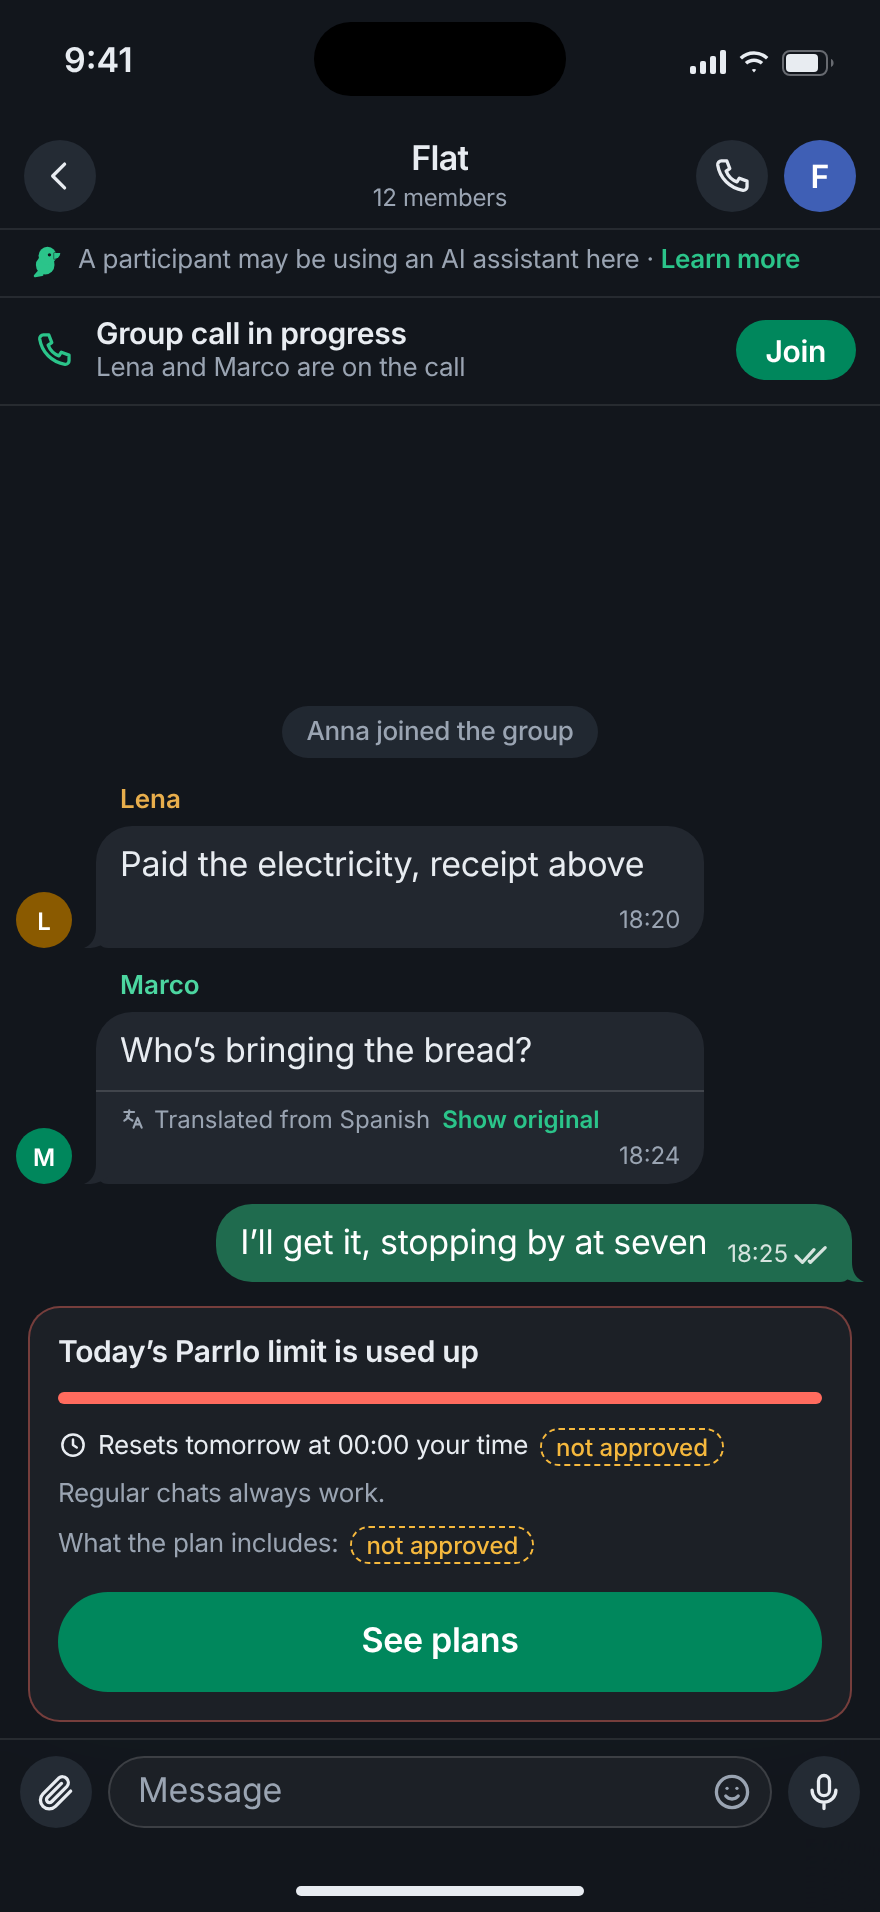 9:41
Flat
12 members
F
A participant may be using an AI assistant here · Learn more
Group call in progress
Lena and Marco are on the call
Join
Anna joined the group
Lena
Paid the electricity, receipt above
18:20
L
Marco
Who’s bringing the bread?
Translated from Spanish Show original
18:24
M
I’ll get it, stopping by at seven 18:25
Today’s Parrlo limit is used up
Resets tomorrow at 00:00 your time not approved
Regular chats always work.
What the plan includes: not approved
See plans
Message